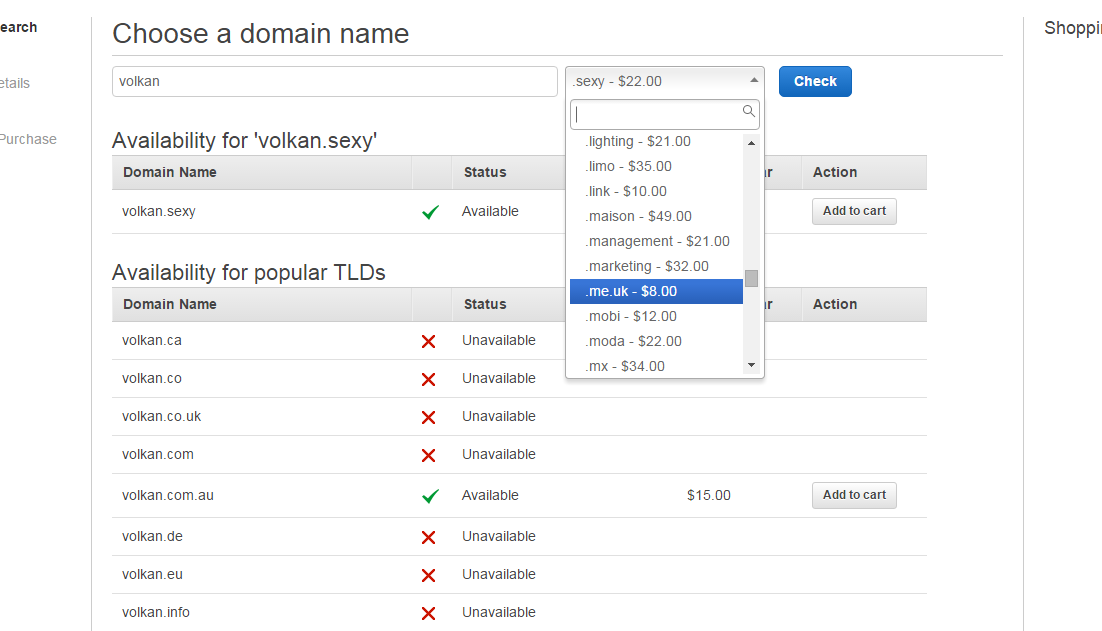 earch
etails
Purchase
Choose a domain name
volkan
.sexy - $22.00
Check
.lighting - $21.00
.limo - $35.00
.link - $10.00
.maison - $49.00
.management - $21.00
.marketing - $32.00
.me.uk - $8.00
.mobi - $12.00
.moda - $22.00
.mx - $34.00
Availability for 'volkan.sexy'
Domain Name Status r Action
volkan.sexy Available Add to cart
Availability for popular TLDs
Domain Name Status r Action
volkan.ca Unavailable
volkan.co Unavailable
volkan.co.uk Unavailable
volkan.com Unavailable
volkan.com.au Available $15.00 Add to cart
volkan.de Unavailable
volkan.eu Unavailable
volkan.info Unavailable
Shoppi